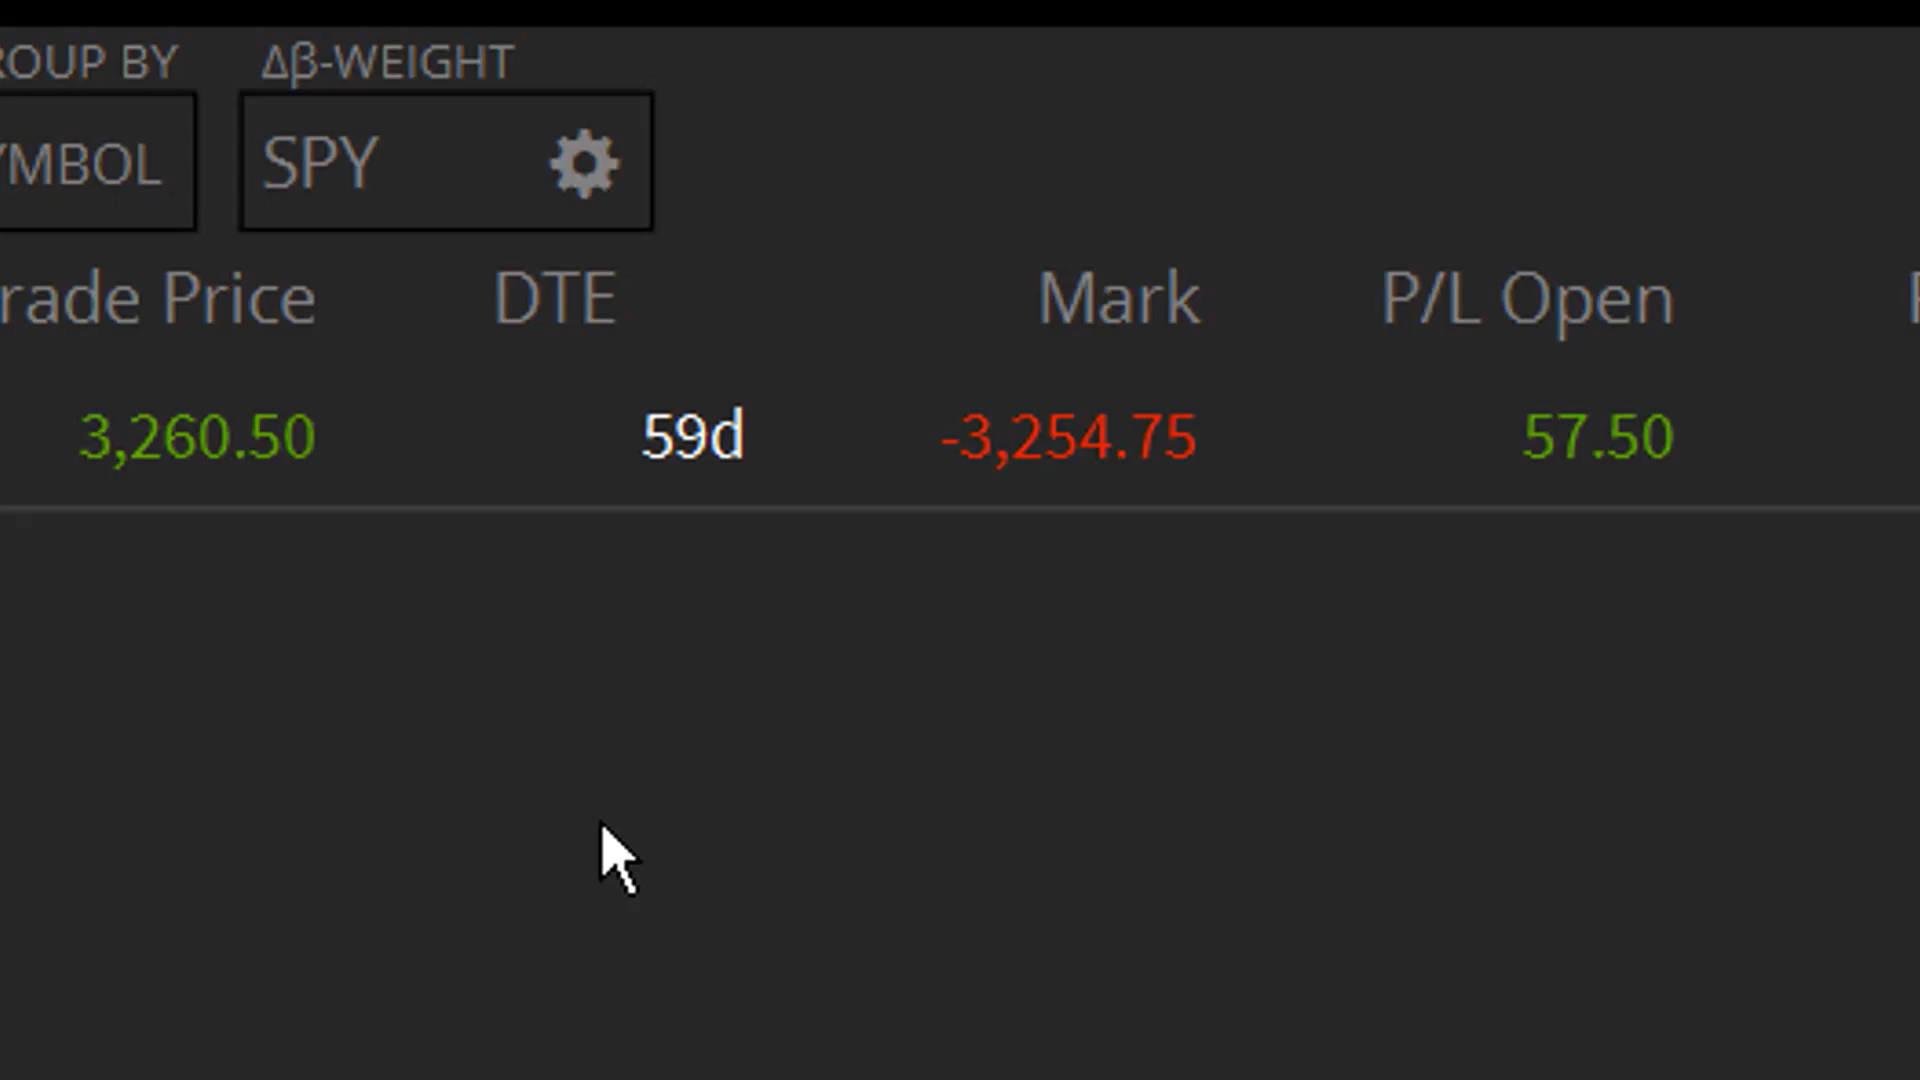 ROUP BY Δβ-WEIGHT
YMBOL SPY
rade Price DTE Mark P/L Open
3,260.50 59d -3,254.75 57.50